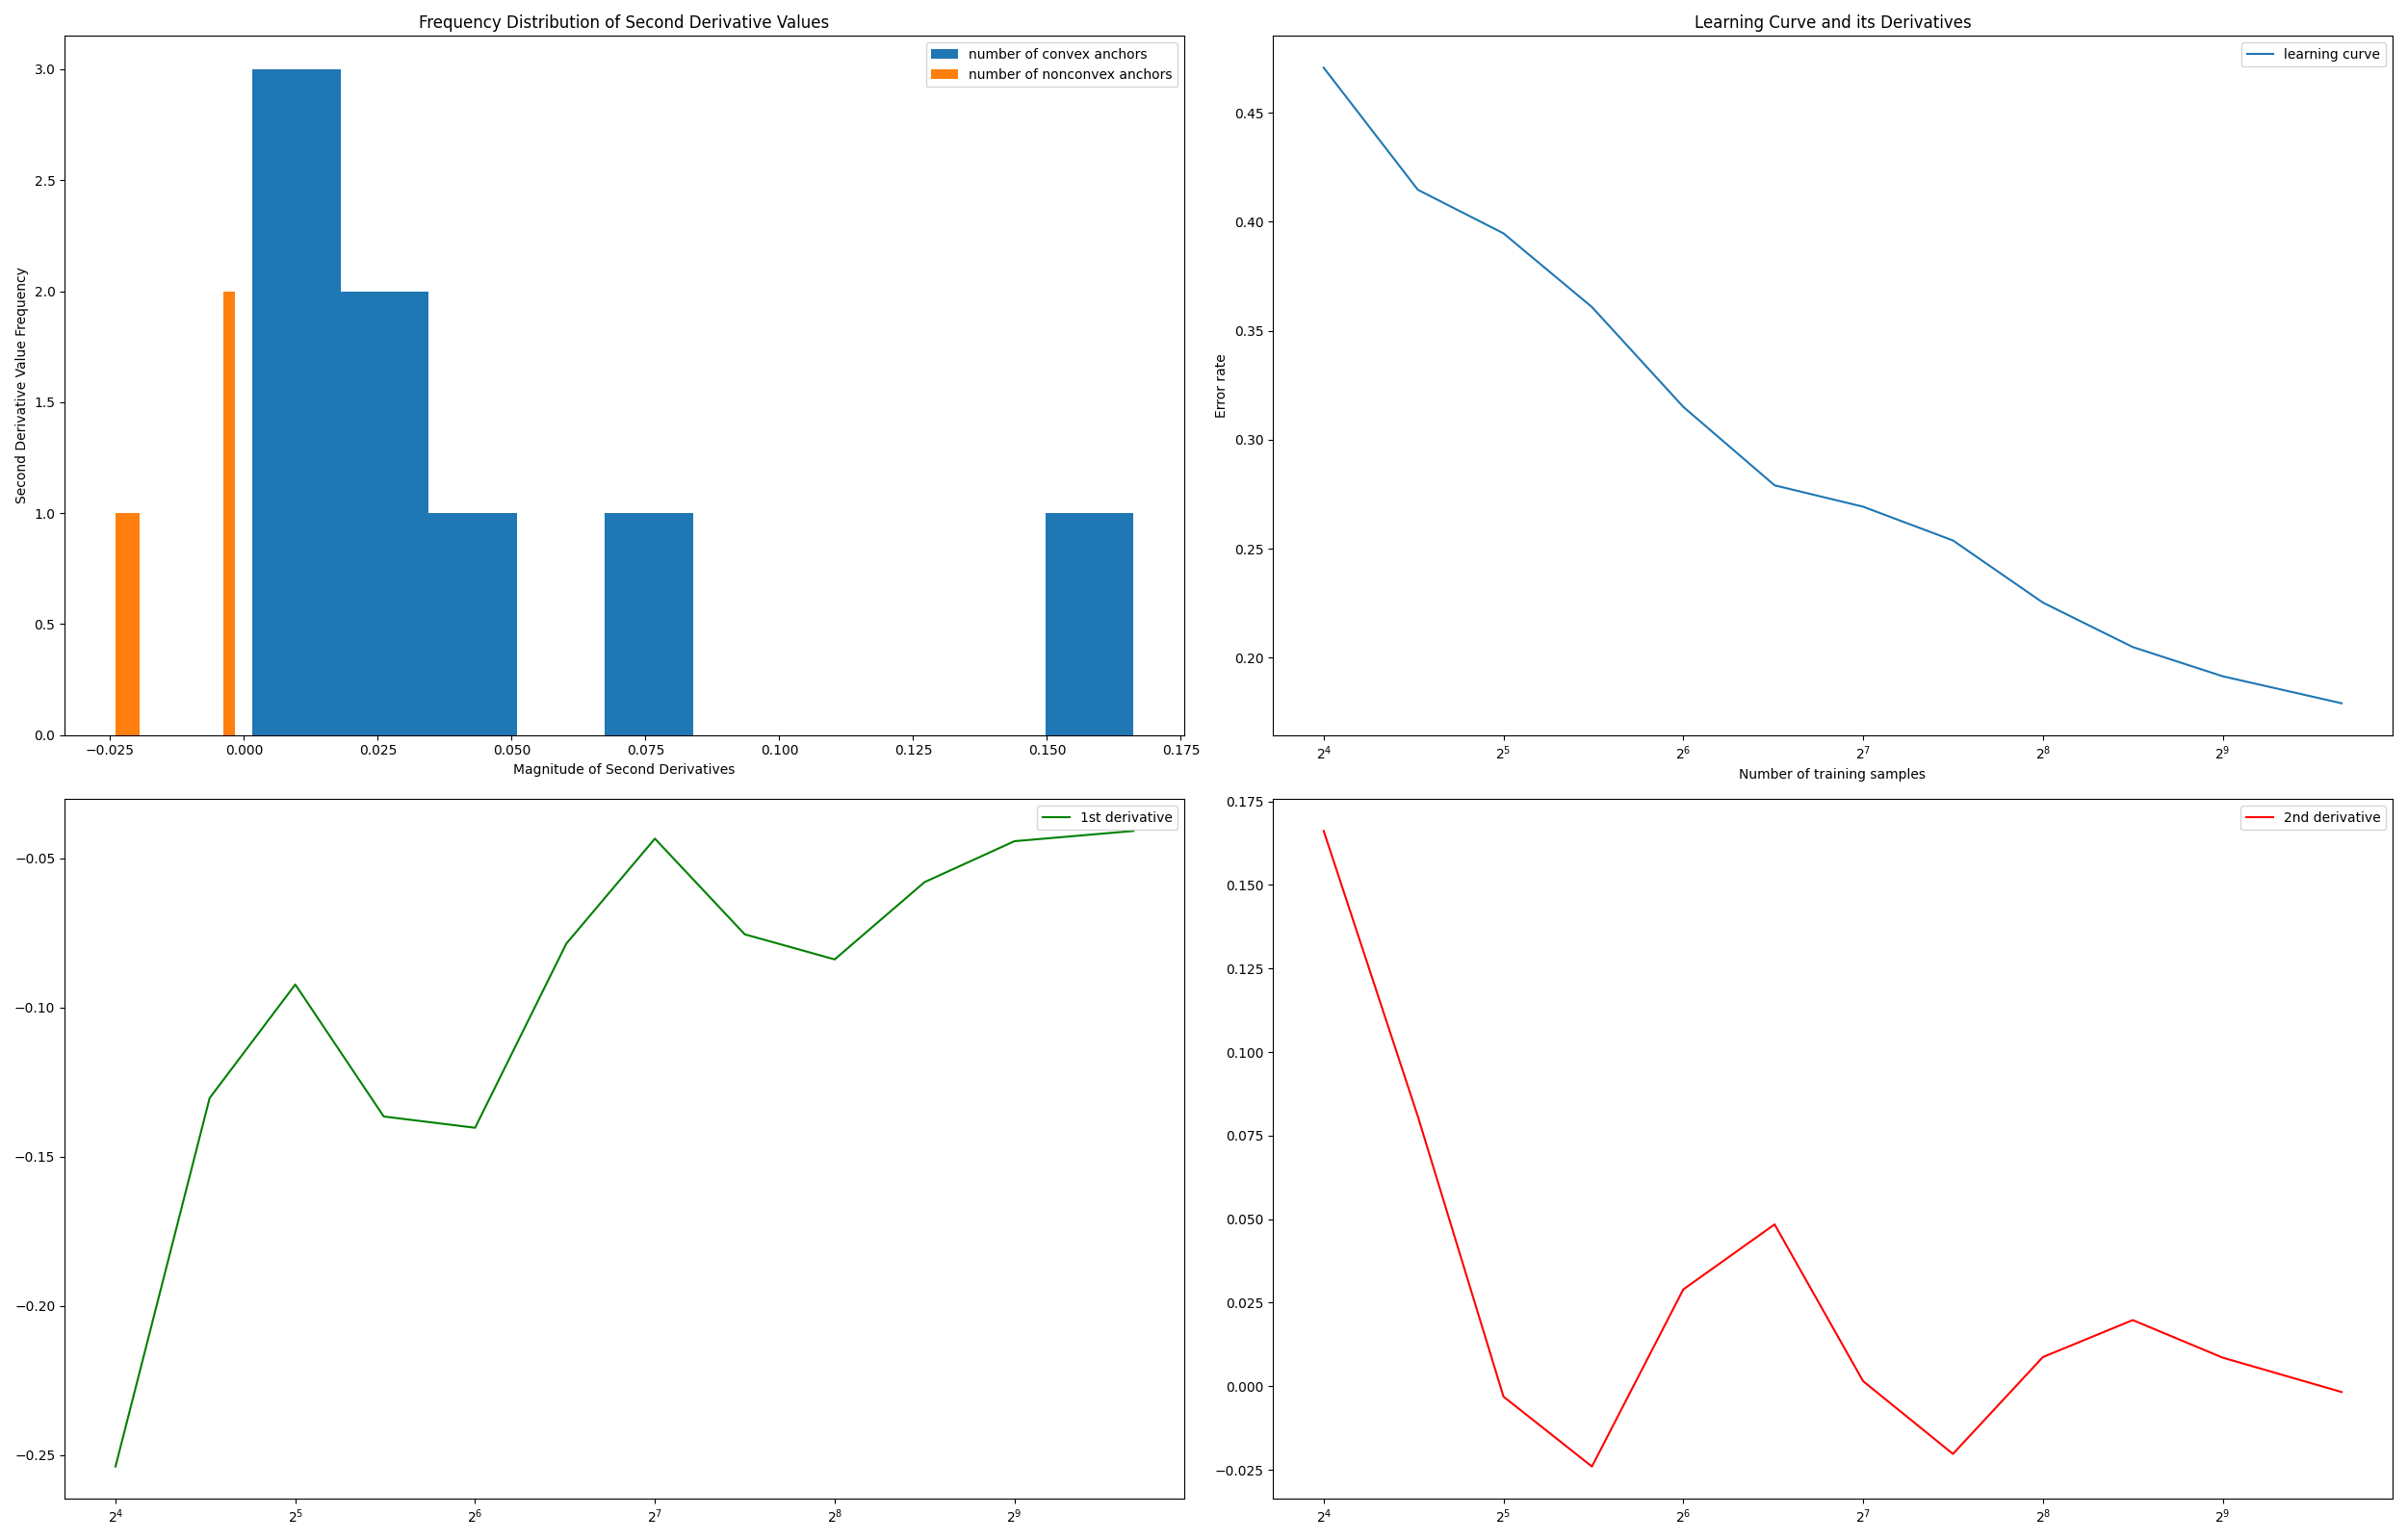 Frequency Distribution of Second Derivative Values
number of convex anchors
number of nonconvex anchors
Second Derivative Value Frequency
3.0
2.5
2.0
1.5
1.0
0.5
0.0
−0.025 0.000 0.025 0.050 0.075 0.100 0.125 0.150 0.175
Magnitude of Second Derivatives
Learning Curve and its Derivatives
learning curve
Error rate
0.45
0.40
0.35
0.30
0.25
0.20
2⁴ 2⁵ 2⁶ 2⁷ 2⁸ 2⁹
Number of training samples
1st derivative
−0.05
−0.10
−0.15
−0.20
−0.25
2⁴ 2⁵ 2⁶ 2⁷ 2⁸ 2⁹
2nd derivative
0.175
0.150
0.125
0.100
0.075
0.050
0.025
0.000
−0.025
2⁴ 2⁵ 2⁶ 2⁷ 2⁸ 2⁹